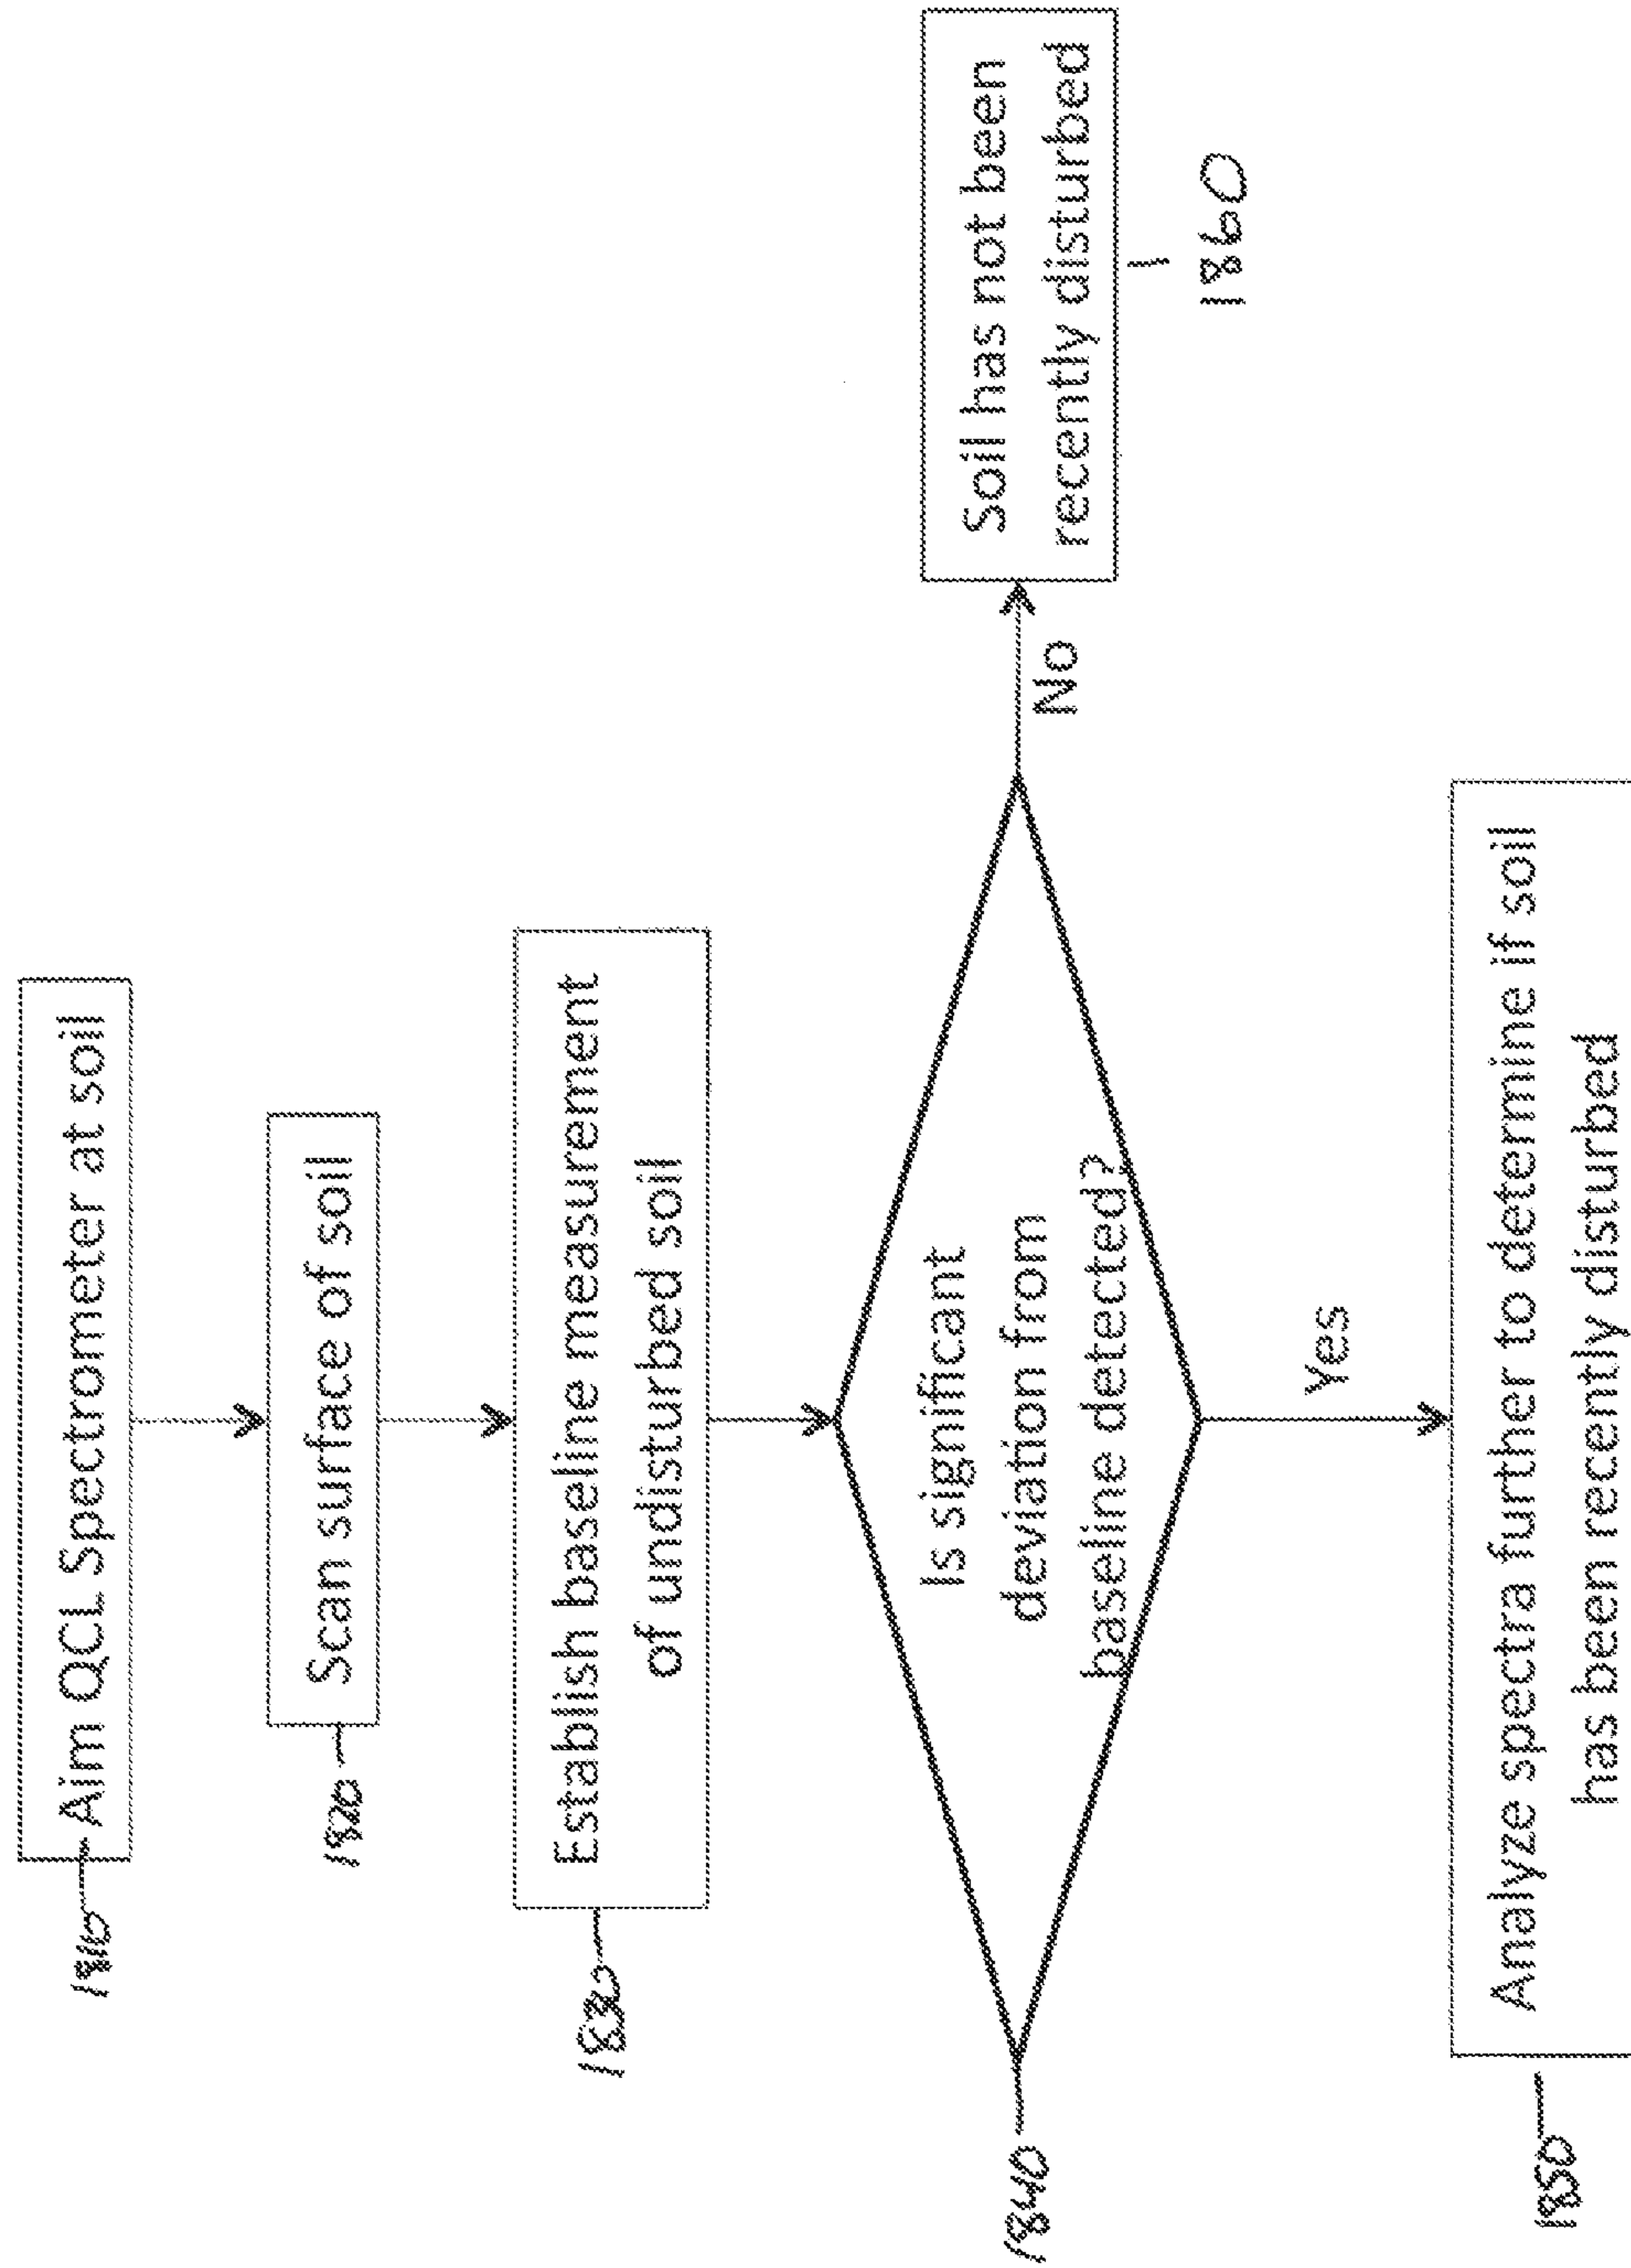 1810
Aim QCL Spectrometer at soil
1820
Scan surface of soil
1830
Establish baseline measurement
of undisturbed soil
1840
Is significant
deviation from
baseline detected?
No
Soil has not been
recently disturbed
1860
Yes
1850
Analyze spectra further to determine if soil
has been recently disturbed